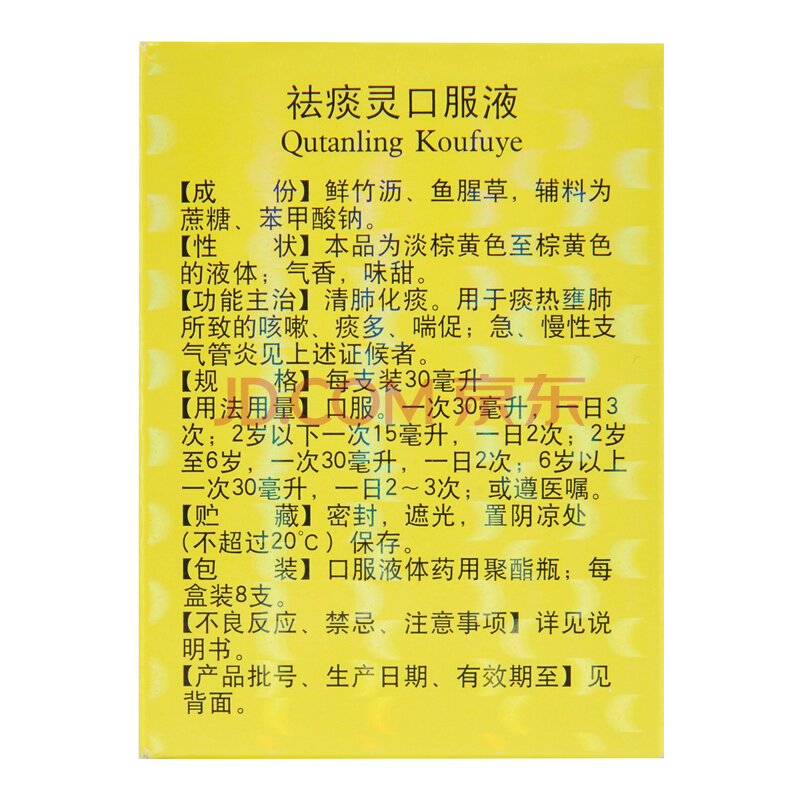 祛痰灵口服液
Qutanling Koufuye
【成　　份】鲜竹沥、鱼腥草，辅料为
蔗糖、苯甲酸钠。
【性　　状】本品为淡棕黄色至棕黄色
的液体；气香，味甜。
【功能主治】清肺化痰。用于痰热壅肺
所致的咳嗽、痰多、喘促；急、慢性支
气管炎见上述证候者。
【规　　格】每支装30毫升
JD.COM 京东
【用法用量】口服。一次30毫升，一日3
次；2岁以下一次15毫升，一日2次；2岁
至6岁，一次30毫升，一日2次；6岁以上
一次30毫升，一日2～3次；或遵医嘱。
【贮　　藏】密封，遮光，置阴凉处
(不超过20℃）保存。
【包　　装】口服液体药用聚酯瓶；每
盒装8支。
【不良反应、禁忌、注意事项】详见说
明书。
【产品批号、生产日期、有效期至】见
背面。